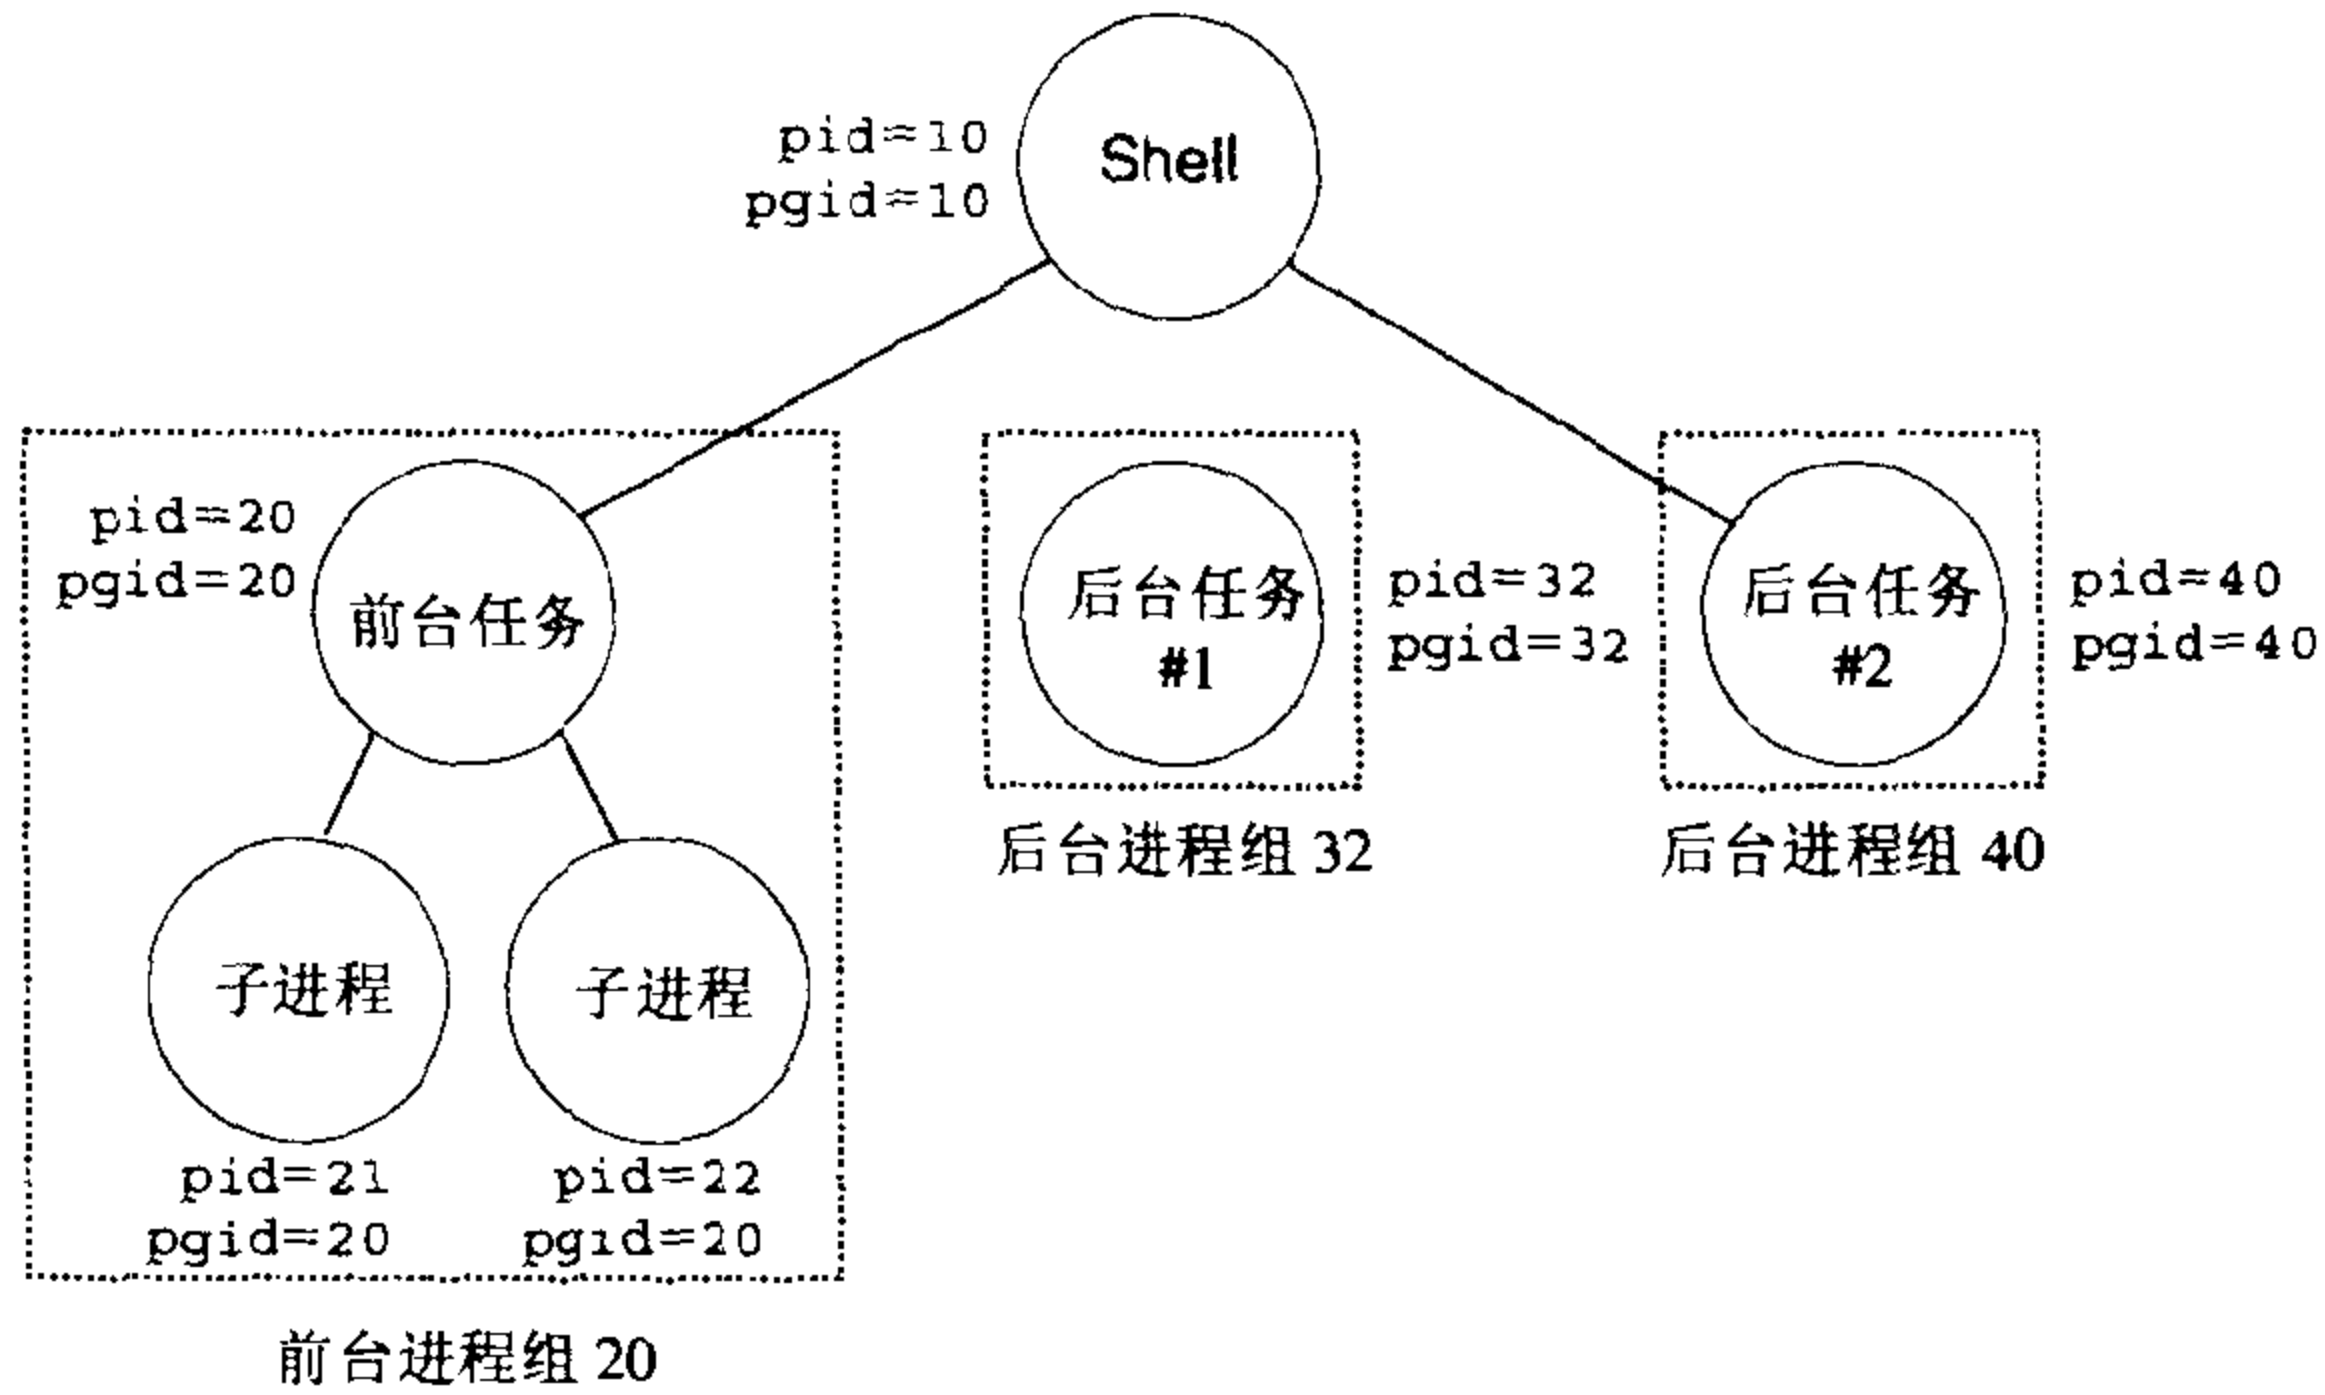 pid=10
pgid=10
Shell
pid=20
pgid=20
前台任务
后台任务
#1
pid=32
pgid=32
后台任务
#2
pid=40
pgid=40
后台进程组 32
后台进程组 40
子进程
子进程
pid=21
pgid=20
pid=22
pgid=20
前台进程组 20